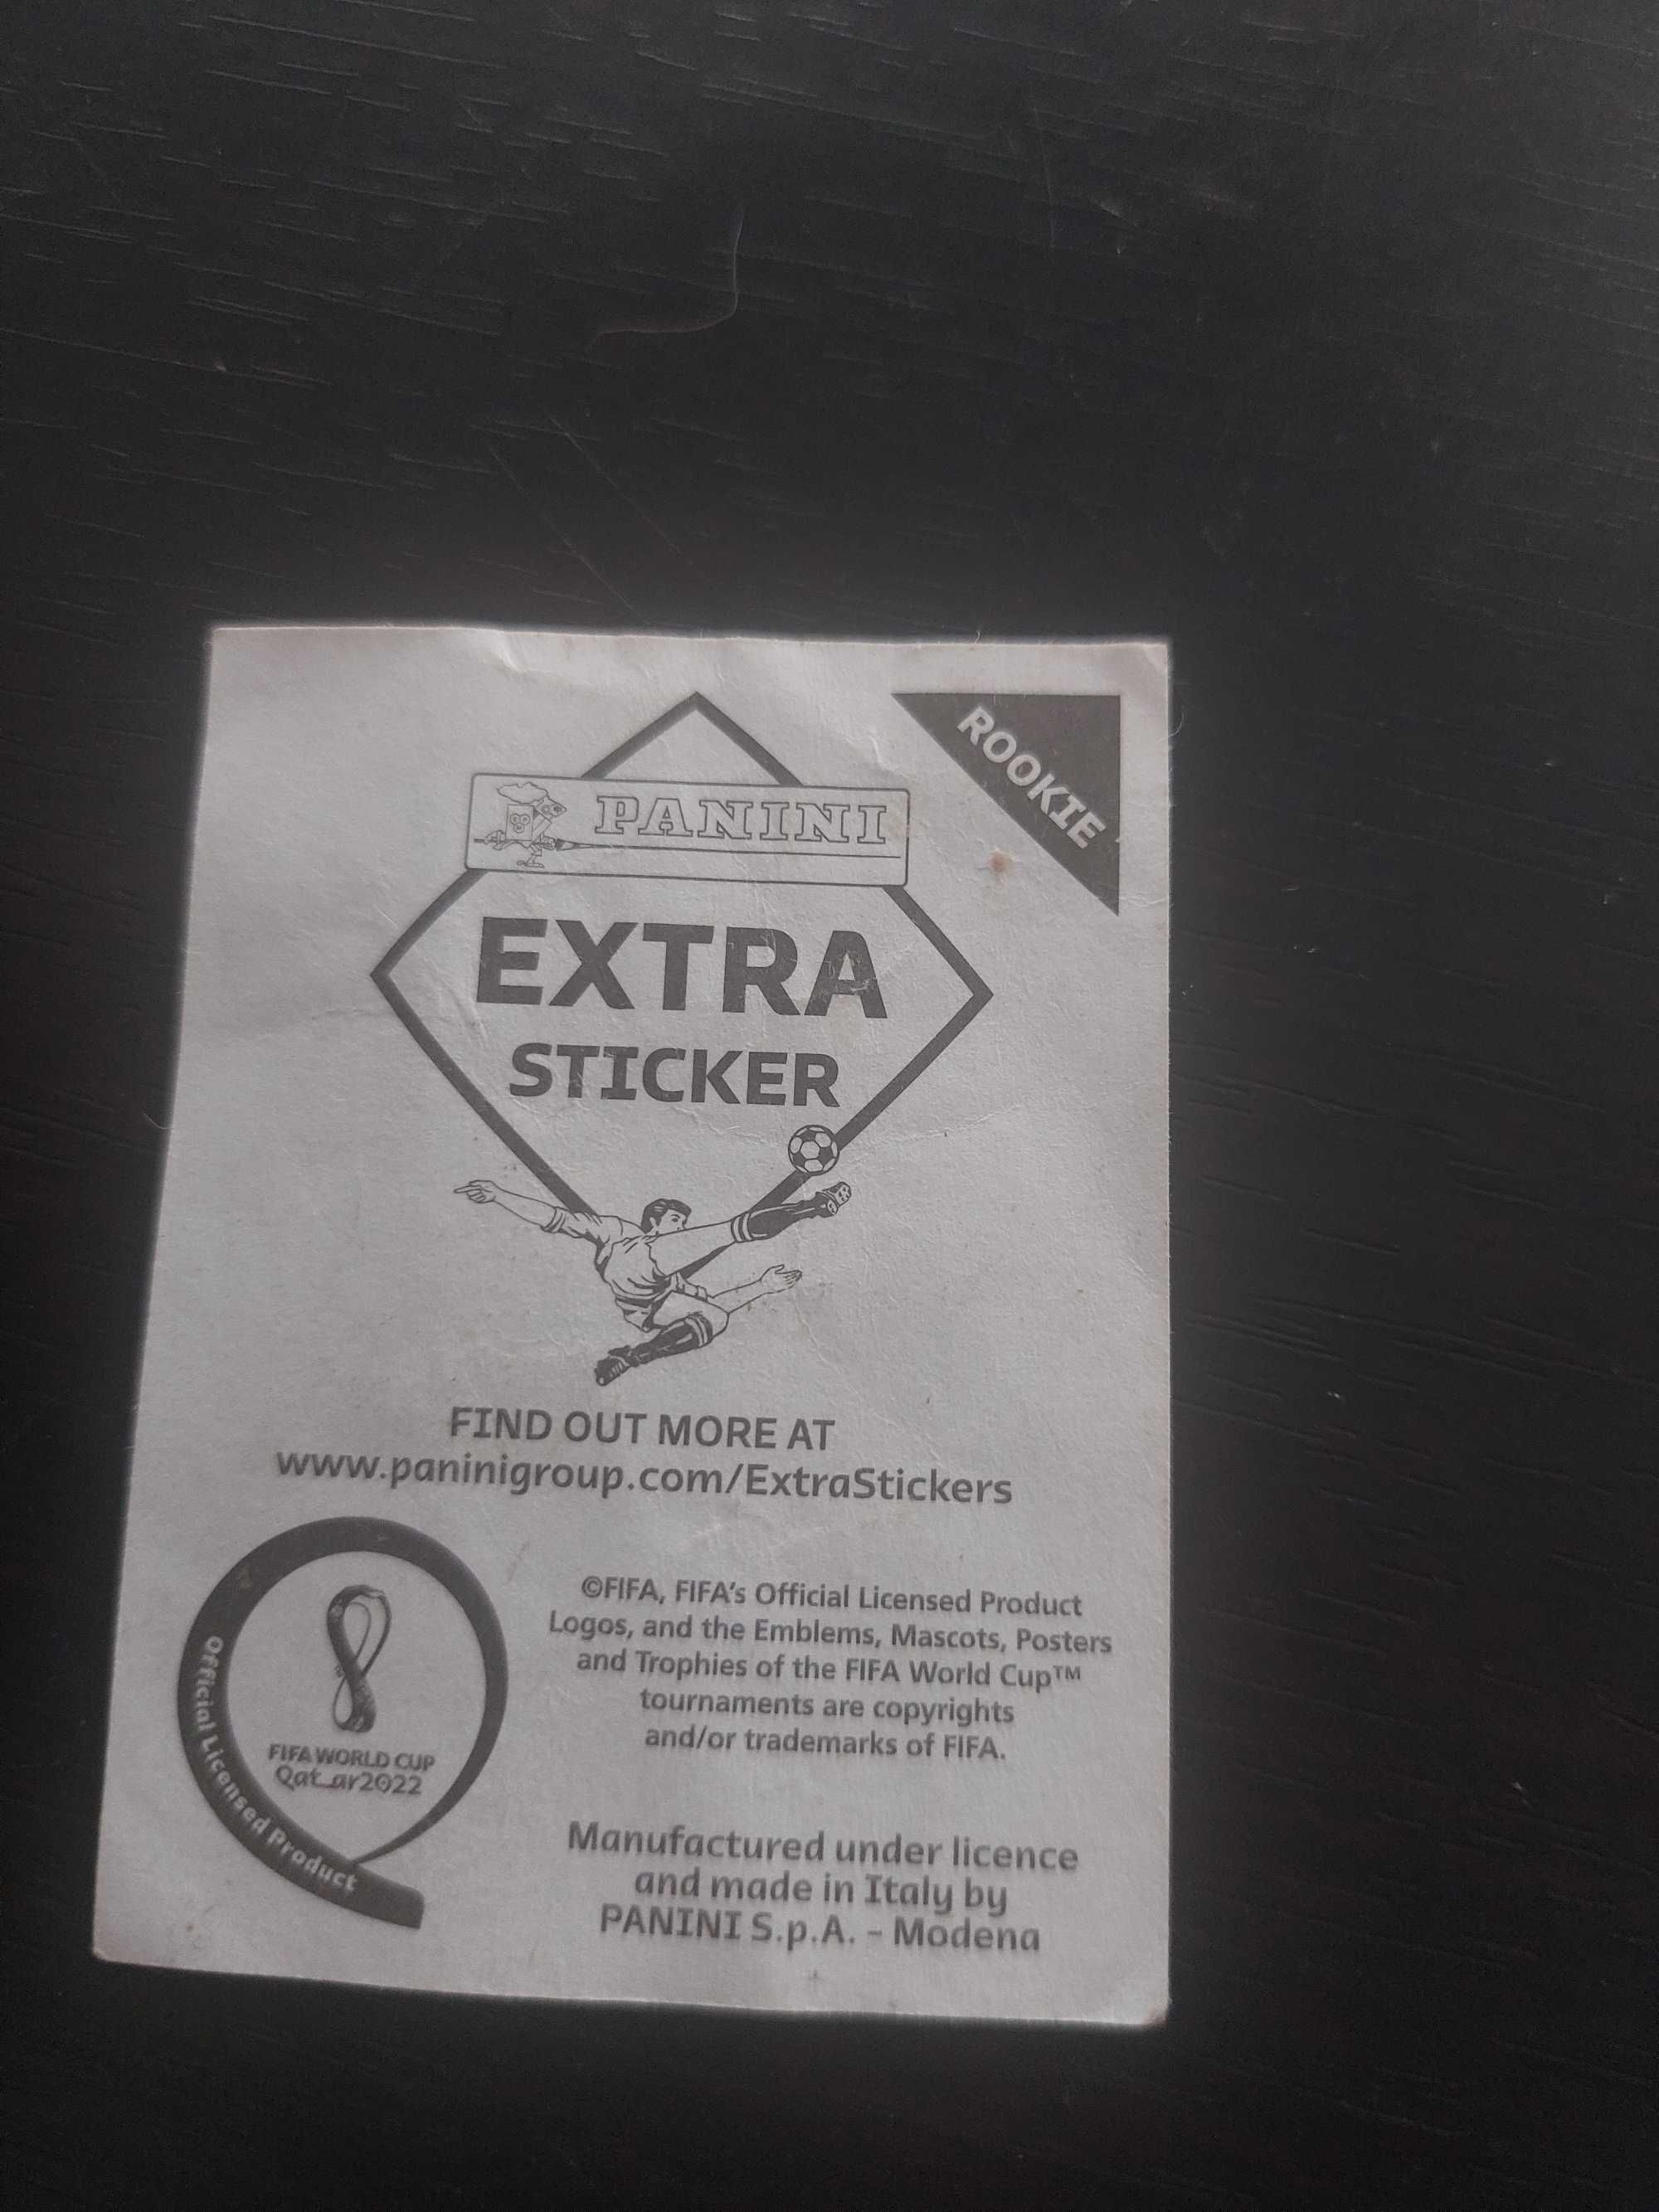 ROOKIE
PANINI
EXTRA
STICKER
FIND OUT MORE AT
www.paninigroup.com/ExtraStickers
©FIFA, FIFA's Official Licensed Product
Logos, and the Emblems, Mascots, Posters
and Trophies of the FIFA World Cup™
tournaments are copyrights
and/or trademarks of FIFA.
FIFA WORLD CUP
Qatar2022
Official Licensed Product
Manufactured under licence
and made in Italy by
PANINI S.p.A. - Modena